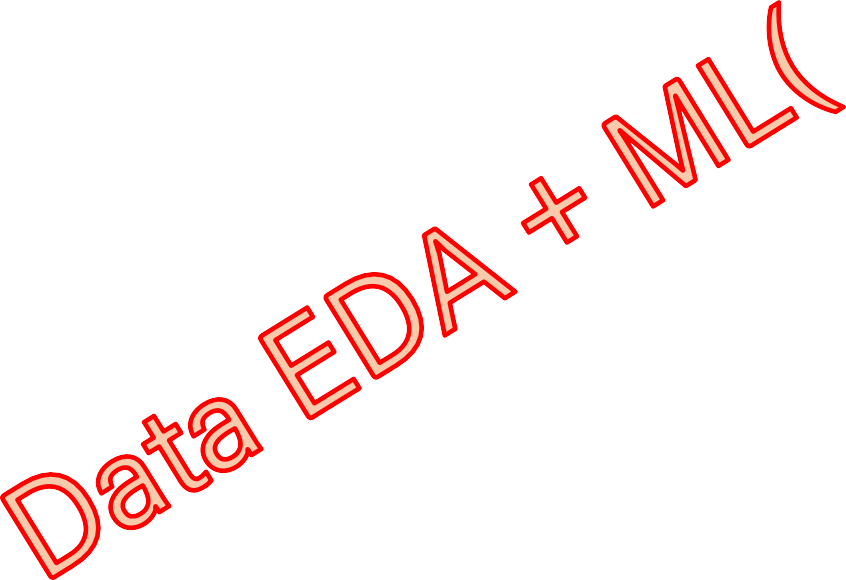 Data EDA + ML(